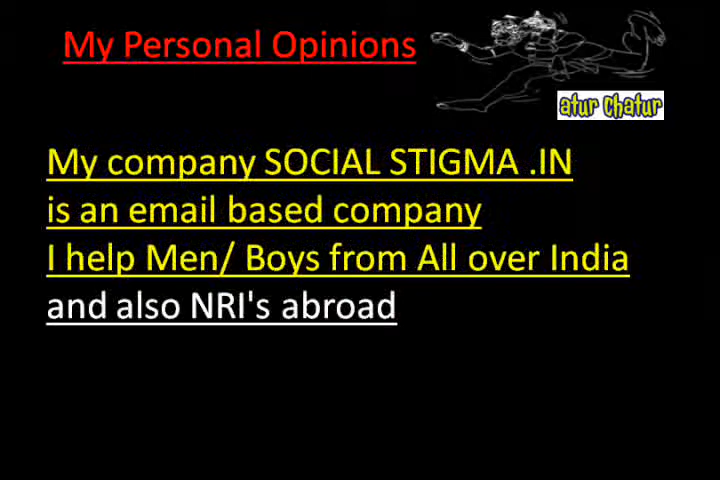 My Personal Opinions
atur chatur
My company SOCIAL STIGMA .IN
is an email based company
I help Men/ Boys from All over India
and also NRI's abroad